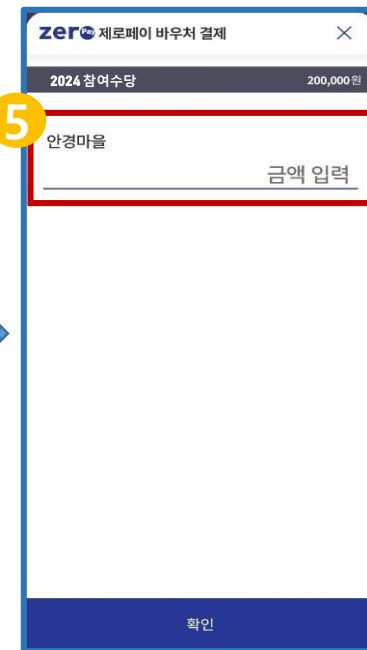 zero Pay 제로페이 바우처 결제 ×
2024 참여수당 200,000원
5
안경마을
금액 입력
확인